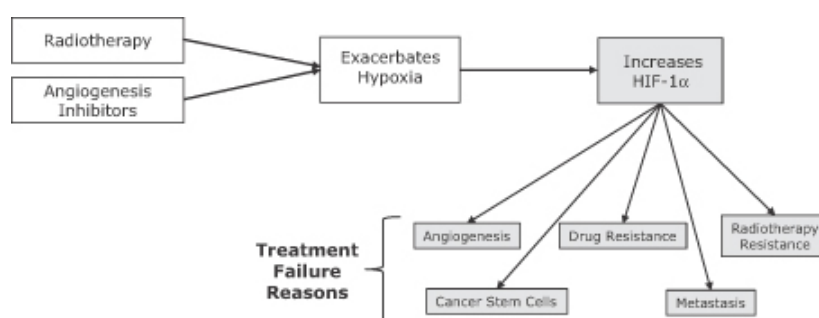 Radiotherapy
Angiogenesis
Inhibitors
Exacerbates
Hypoxia
Increases
HIF-1α
Treatment
Failure
Reasons
Angiogenesis
Drug Resistance
Radiotherapy
Resistance
Cancer Stem Cells
Metastasis